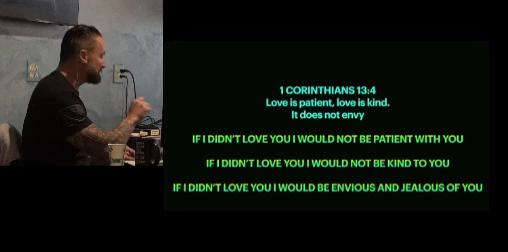 1 CORINTHIANS 13:4
Love is patient, love is kind.
It does not envy
IF I DIDN'T LOVE YOU I WOULD NOT BE PATIENT WITH YOU
IF I DIDN'T LOVE YOU I WOULD NOT BE KIND TO YOU
IF I DIDN'T LOVE YOU I WOULD BE ENVIOUS AND JEALOUS OF YOU